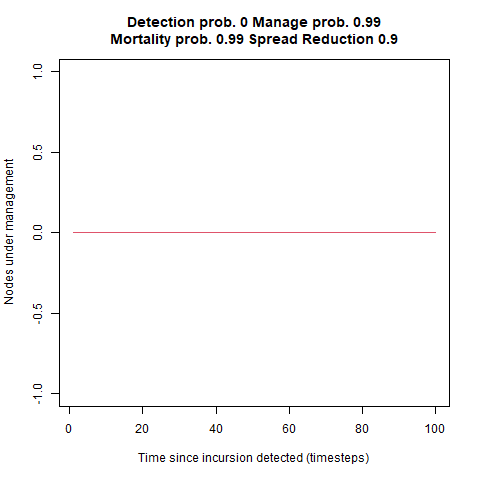 Detection prob. 0 Manage prob. 0.99
Mortality prob. 0.99 Spread Reduction 0.9
Nodes under management
1.0
0.5
0.0
-0.5
-1.0
0 20 40 60 80 100
Time since incursion detected (timesteps)